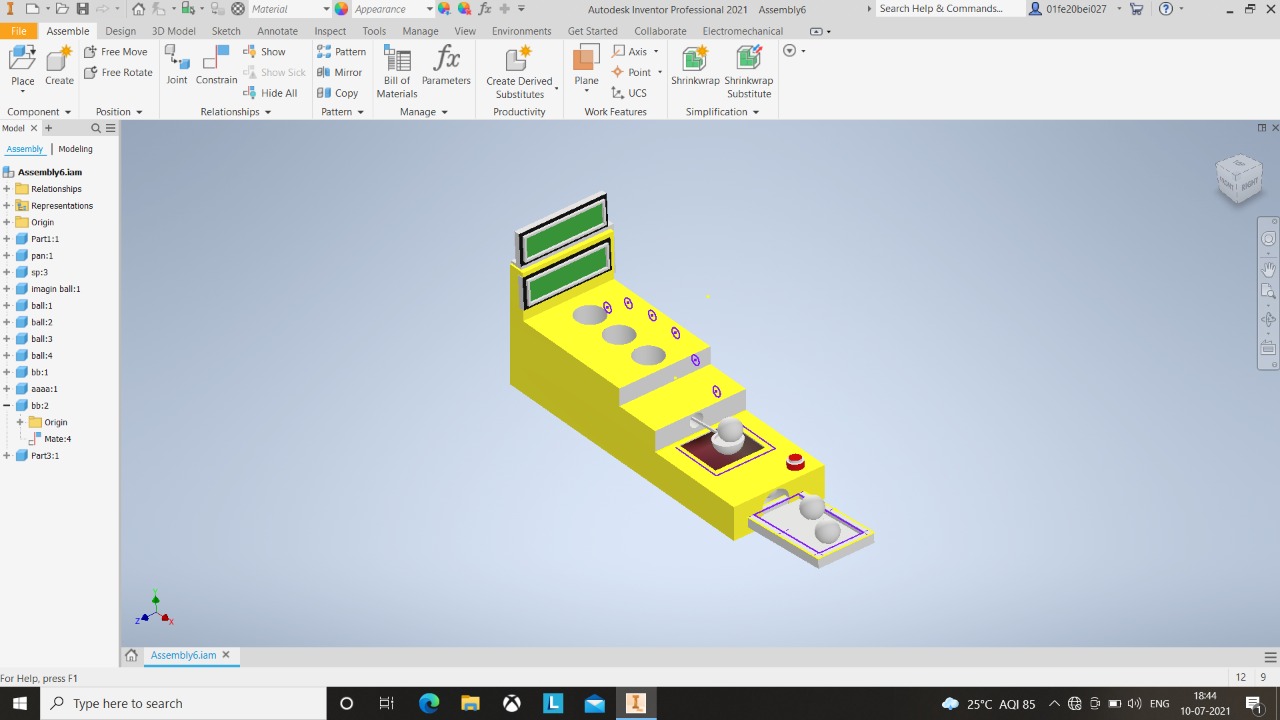 Material
Appearance
Autodesk Inventor Professional 2021 Assembly6
Search Help & Commands...
01fe20bei027
File Assemble Design 3D Model Sketch Annotate Inspect Tools Manage View Environments Get Started Collaborate Electromechanical
Place
Create
Free Move
Free Rotate
Joint
Constrain
Show
Show Sick
Hide All
Pattern
Mirror
Copy
Bill of
Materials
Parameters
Create Derived
Substitutes
Plane
Axis
Point
UCS
Shrinkwrap
Shrinkwrap
Substitute
Component Position Relationships Pattern Manage Productivity Work Features Simplification
Model
Assembly | Modeling
Assembly6.iam
Relationships
Representations
Origin
Part1:1
pan:1
sp:3
imagin ball:1
ball:1
ball:2
ball:3
ball:4
bb:1
aaaa:1
bb:2
Origin
Mate:4
Part3:1
FRONT RIGHT
Y
Z X
Assembly6.iam
For Help, press F1
12 9
Type here to search
25°C AQI 85
ENG
18:44
10-07-2021